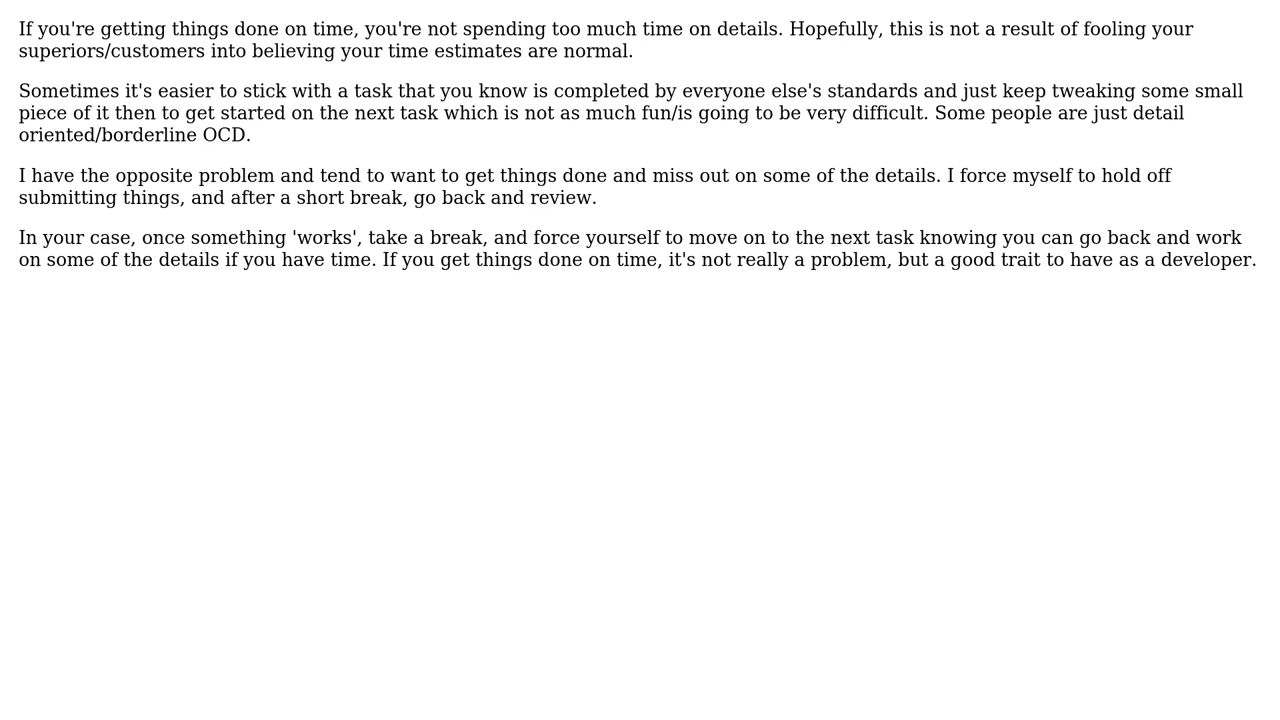 If you're getting things done on time, you're not spending too much time on details. Hopefully, this is not a result of fooling your
superiors/customers into believing your time estimates are normal.
Sometimes it's easier to stick with a task that you know is completed by everyone else's standards and just keep tweaking some small
piece of it then to get started on the next task which is not as much fun/is going to be very difficult. Some people are just detail
oriented/borderline OCD.
I have the opposite problem and tend to want to get things done and miss out on some of the details. I force myself to hold off
submitting things, and after a short break, go back and review.
In your case, once something 'works', take a break, and force yourself to move on to the next task knowing you can go back and work
on some of the details if you have time. If you get things done on time, it's not really a problem, but a good trait to have as a developer.